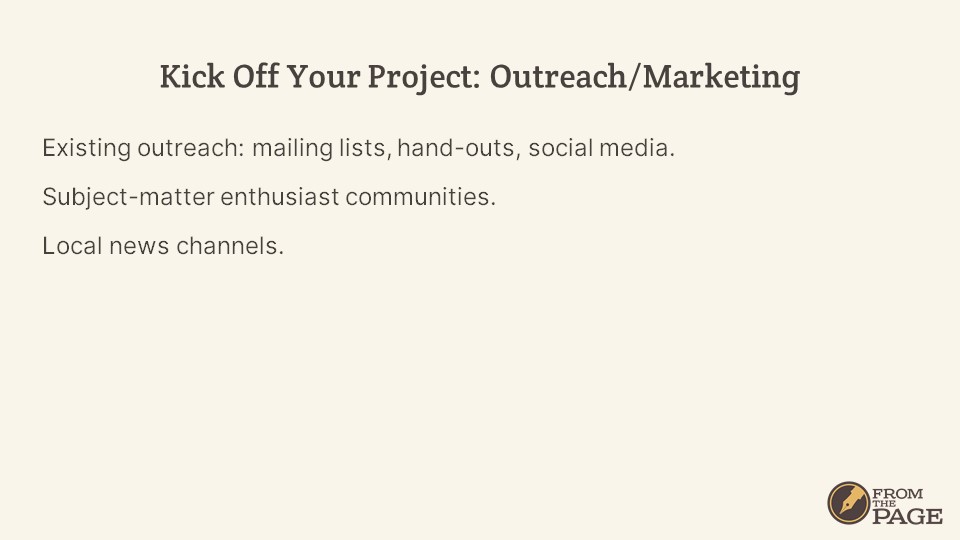 Kick Off Your Project: Outreach/Marketing
Existing outreach: mailing lists, hand-outs, social media.
Subject-matter enthusiast communities.
Local news channels.
FROM
THE
PAGE